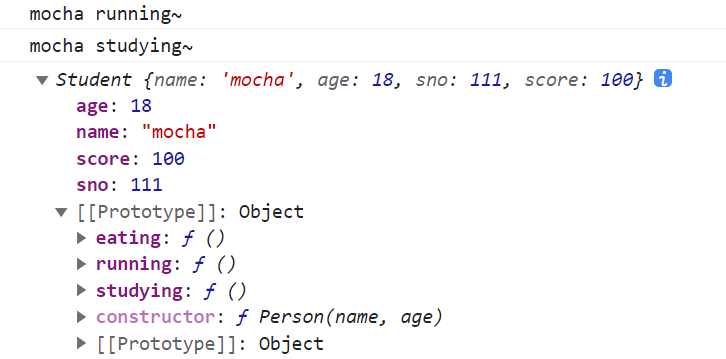 mocha running~
mocha studying~
Student {name: 'mocha', age: 18, sno: 111, score: 100} i
age: 18
name: "mocha"
score: 100
sno: 111
[[Prototype]]: Object
eating: ƒ ()
running: ƒ ()
studying: ƒ ()
constructor: ƒ Person(name, age)
[[Prototype]]: Object